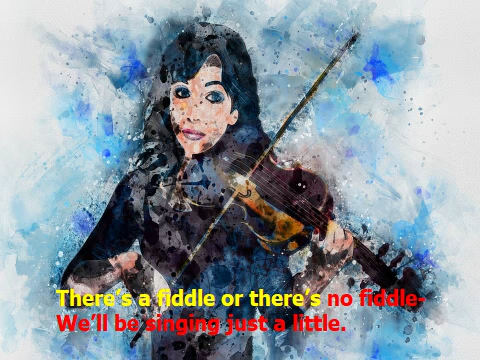 There's a fiddle or there's no fiddle-
We'll be singing just a little.